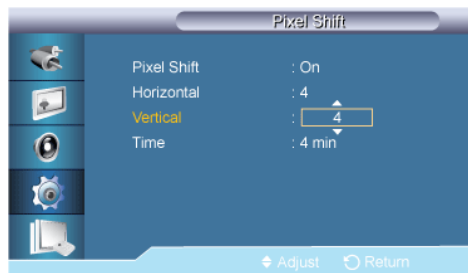 Pixel Shift
Pixel Shift : On
Horizontal : 4
Vertical : 4
Time : 4 min
Adjust Return